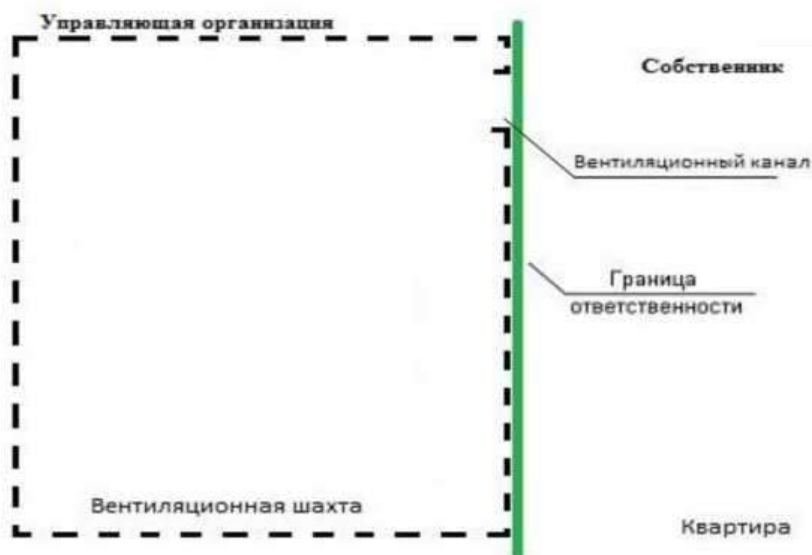 Управляющая организация
Собственник
Вентиляционный канал
Граница
ответственности
Вентиляционная шахта
Квартира